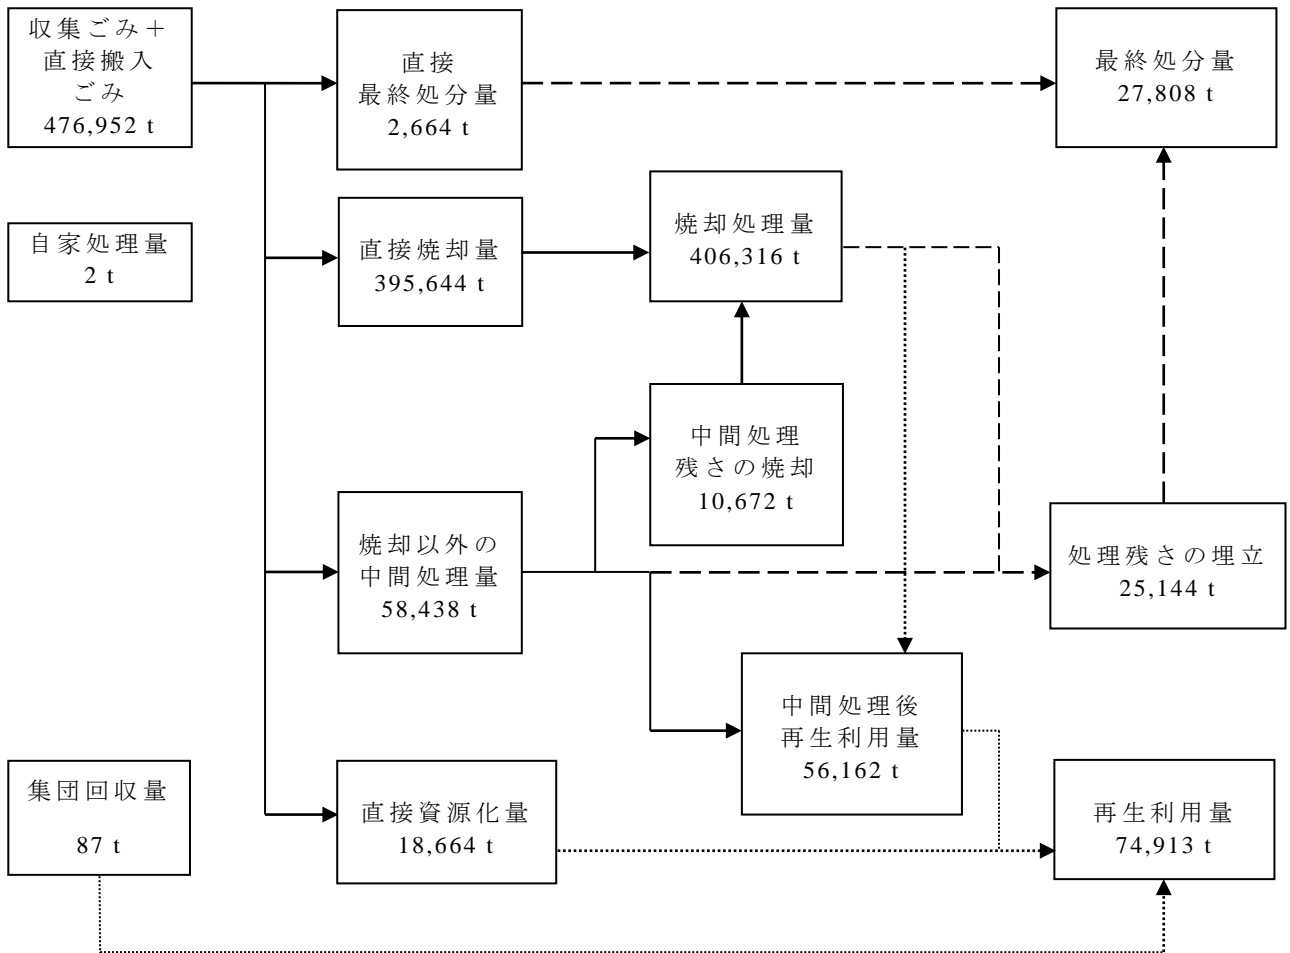 収集ごみ＋
直接搬入
ごみ
476,952 t
直接
最終処分量
2,664 t
最終処分量
27,808 t
自家処理量
2 t
直接焼却量
395,644 t
焼却処理量
406,316 t
中間処理
残さの焼却
10,672 t
焼却以外の
中間処理量
58,438 t
処理残さの埋立
25,144 t
中間処理後
再生利用量
56,162 t
集団回収量
87 t
直接資源化量
18,664 t
再生利用量
74,913 t